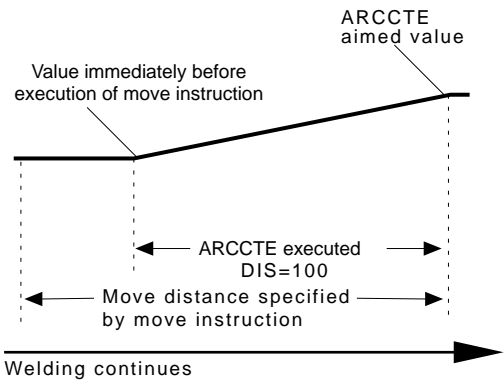 ARCCTE
aimed value
Value immediately before
execution of move instruction
ARCCTE executed
DIS=100
Move distance specified
by move instruction
Welding continues